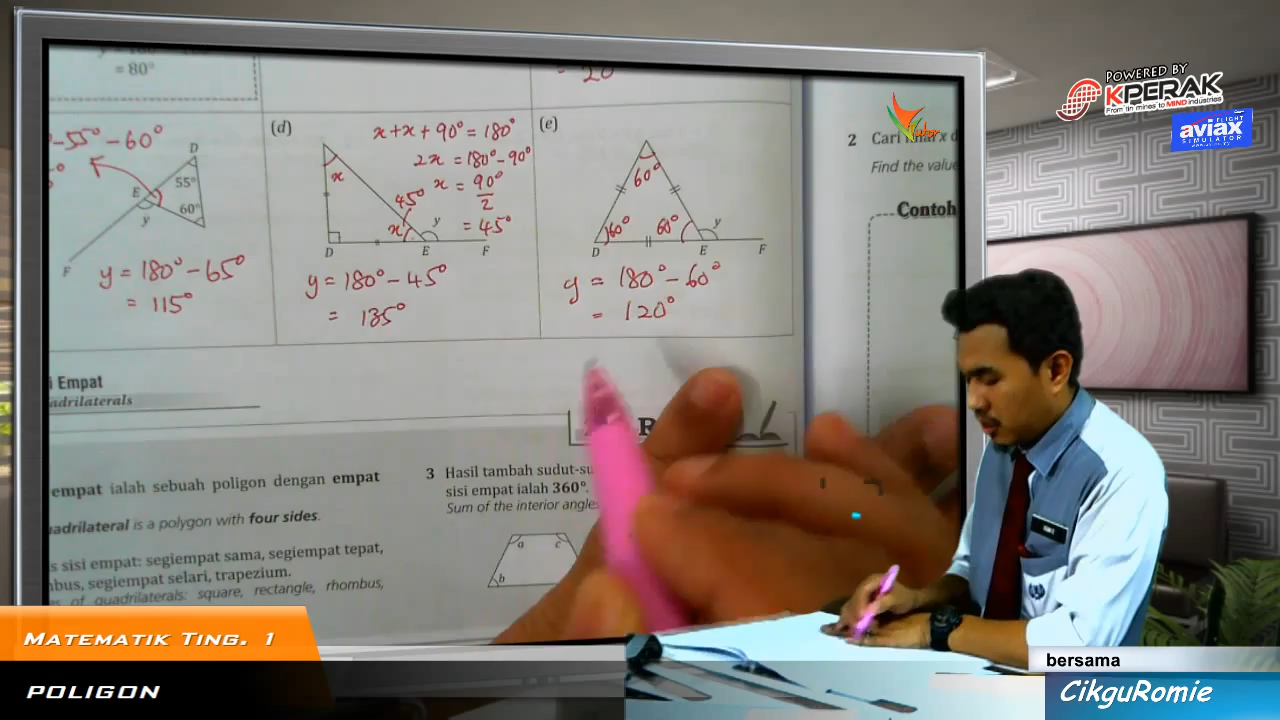 = 80°
= 20
-55° - 60°
D
55°
E
60°
y
F
y = 180° - 65°
= 115°
(d)
x + x + 90° = 180°
2x = 180° - 90°
x = 90°
2
= 45°
x
45°
x
y
D
E
F
y = 180° - 45°
= 135°
(e)
60°
60°
60°
y
D
E
F
y = 180° - 60°
= 120°
2
Find the value
Contoh
i Empat
adrilaterals
empat ialah sebuah poligon dengan empat
uadrilateral is a polygon with four sides.
s sisi empat: segiempat sama, segiempat tepat,
bus, segiempat selari, trapezium.
of quadrilaterals: square, rectangle, rhombus,
3 Hasil tambah sudut-su
sisi empat ialah 360°.
Sum of the interior angles
a
c
b
R
Tutor
POWERED BY
KPERAK
From tin mines to MIND industries
aviax
FLIGHT
SIMULATOR
MATEMATIK TING. 1
POLIGON
bersama
CikguRomie